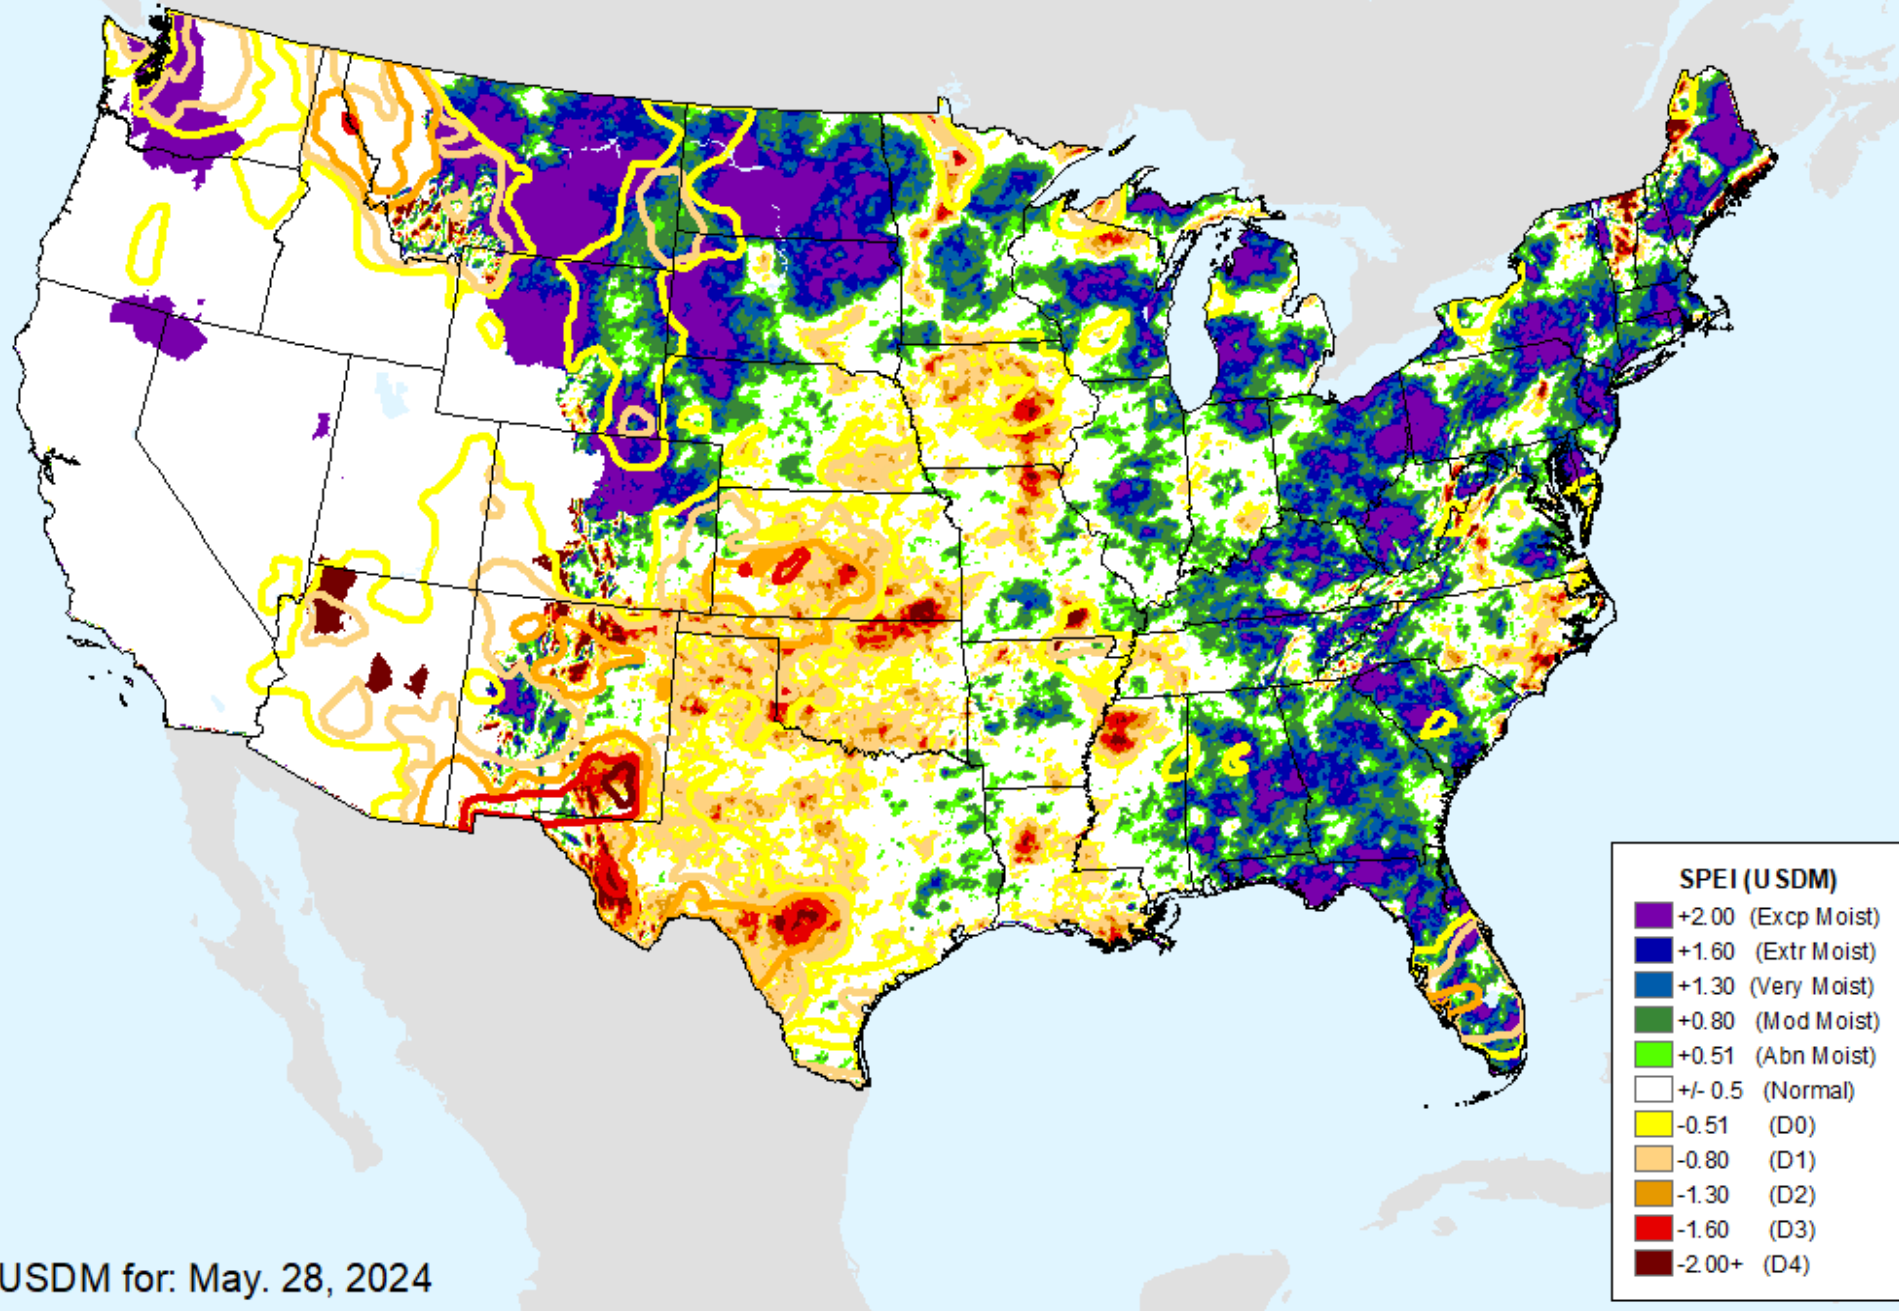 SPEI (USDM)
+2.00 (Excp Moist)
+1.60 (Extr Moist)
+1.30 (Very Moist)
+0.80 (Mod Moist)
+0.51 (Abn Moist)
+/- 0.5 (Normal)
-0.51 (D0)
-0.80 (D1)
-1.30 (D2)
-1.60 (D3)
-2.00+ (D4)
USDM for: May. 28, 2024